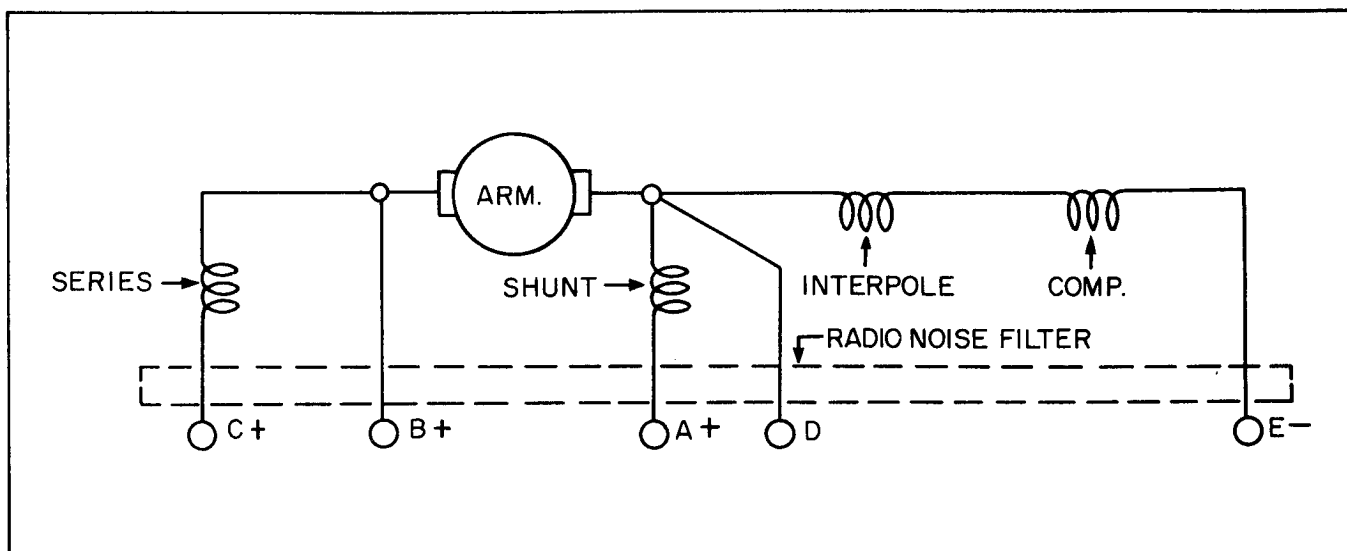 ARM.
SERIES
SHUNT
INTERPOLE
COMP.
RADIO NOISE FILTER
C+
B+
A+
D
E−